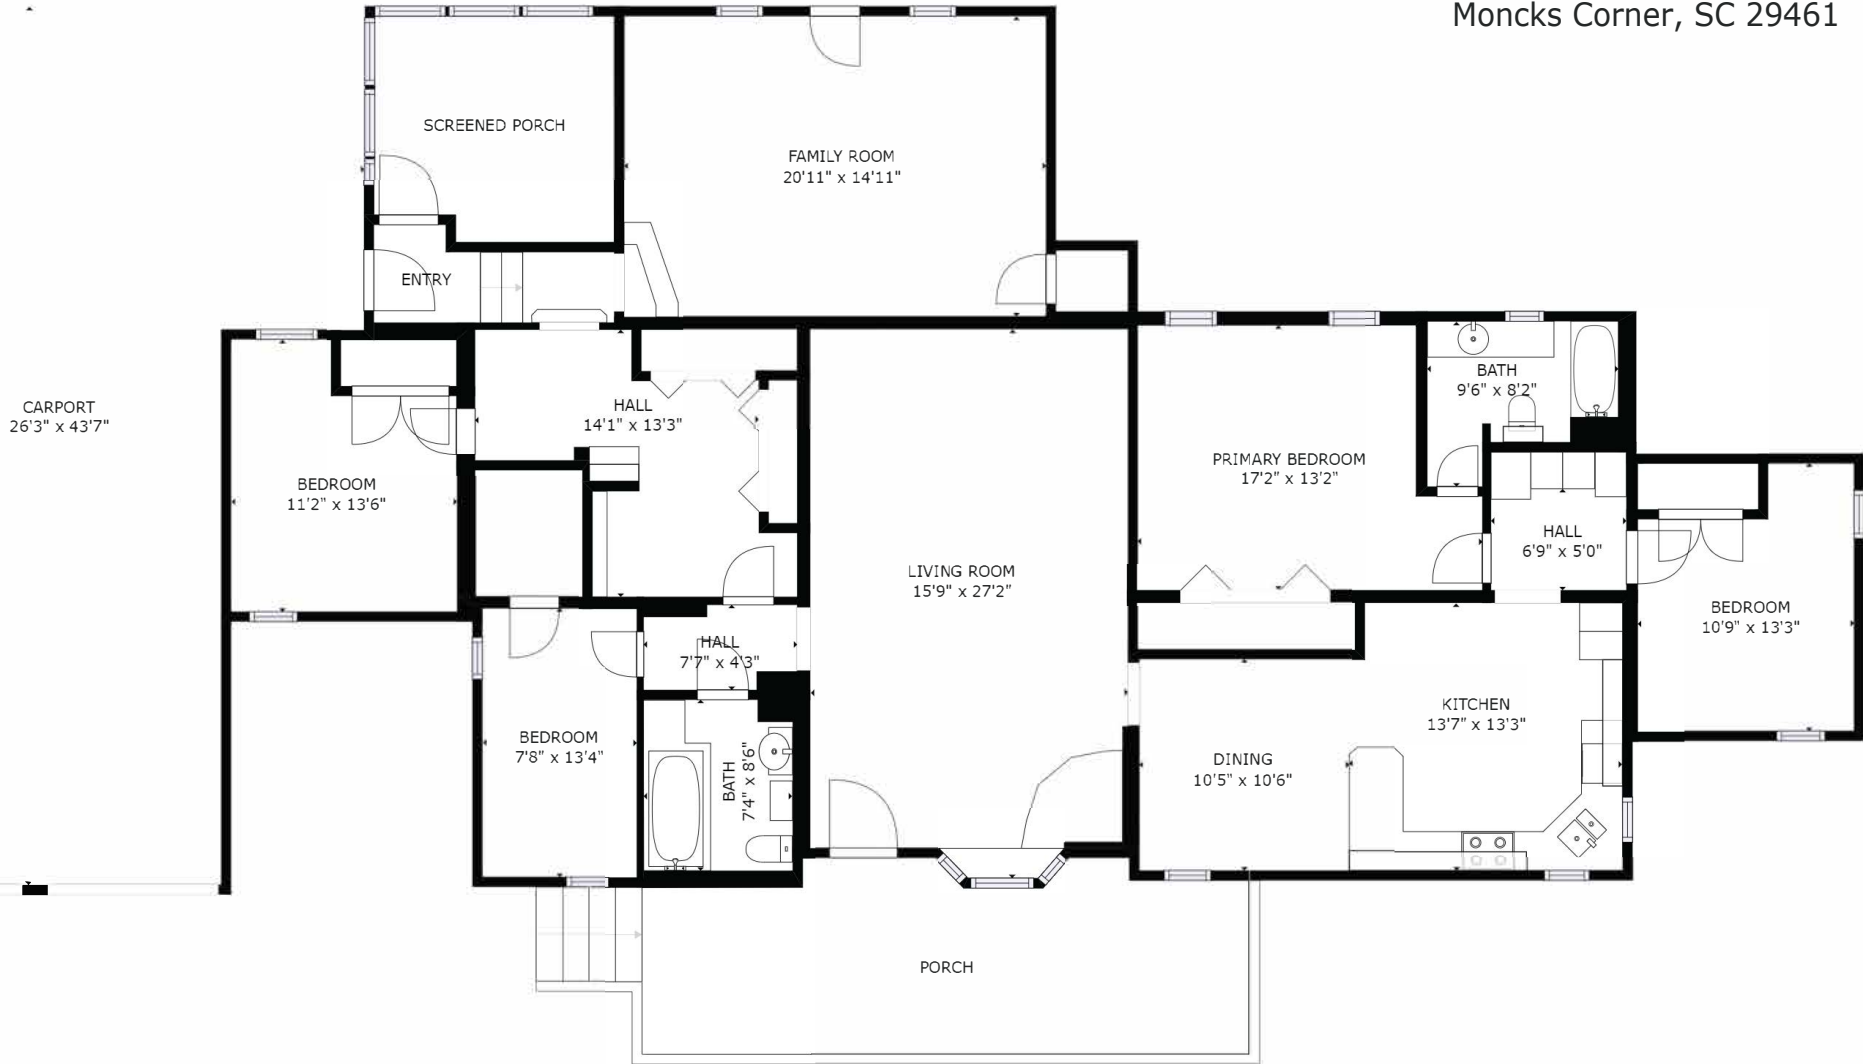 Moncks Corner, SC 29461
SCREENED PORCH
FAMILY ROOM
20'11" x 14'11"
ENTRY
CARPORT
26'3" x 43'7"
HALL
14'1" x 13'3"
BATH
9'6" x 8'2"
BEDROOM
11'2" x 13'6"
PRIMARY BEDROOM
17'2" x 13'2"
HALL
6'9" x 5'0"
LIVING ROOM
15'9" x 27'2"
BEDROOM
10'9" x 13'3"
HALL
7'7" x 4'3"
KITCHEN
13'7" x 13'3"
BEDROOM
7'8" x 13'4"
BATH
7'4" x 8'6"
DINING
10'5" x 10'6"
PORCH